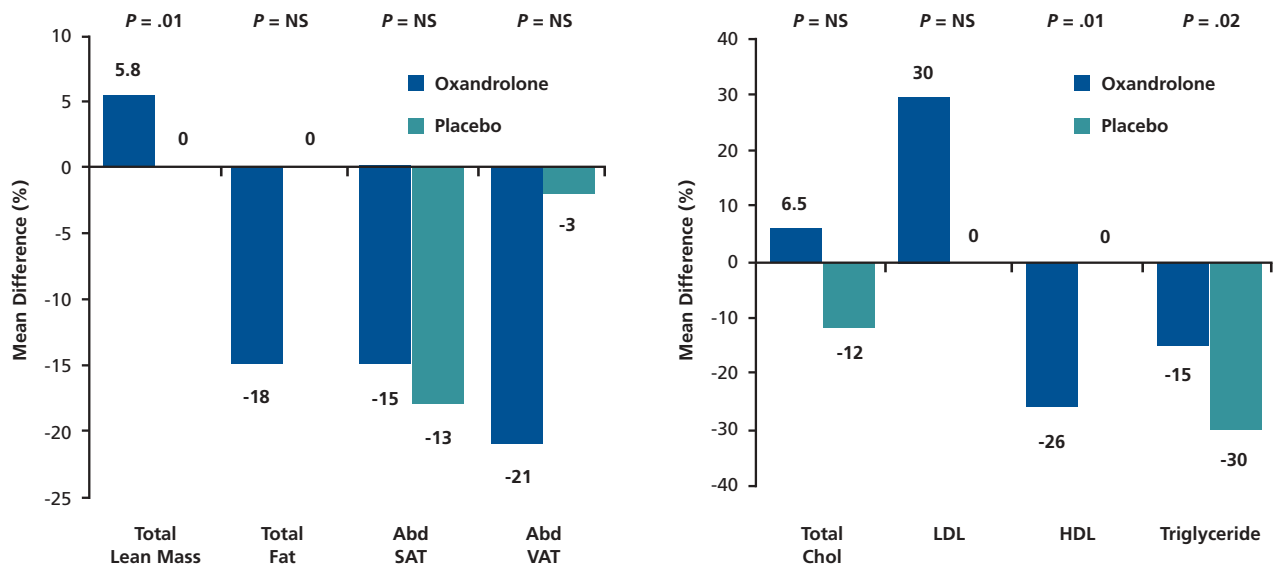 P = .01 P = NS P = NS P = NS
10
5
0
-5
-10
-15
-20
-25
Mean Difference (%)
5.8
0
-18
0
-15
-13
-21
-3
Oxandrolone
Placebo
Total Lean Mass
Total Fat
Abd SAT
Abd VAT
P = NS P = NS P = .01 P = .02
40
30
20
10
0
-10
-20
-30
-40
Mean Difference (%)
6.5
-12
30
0
-26
0
-15
-30
Oxandrolone
Placebo
Total Chol
LDL
HDL
Triglyceride